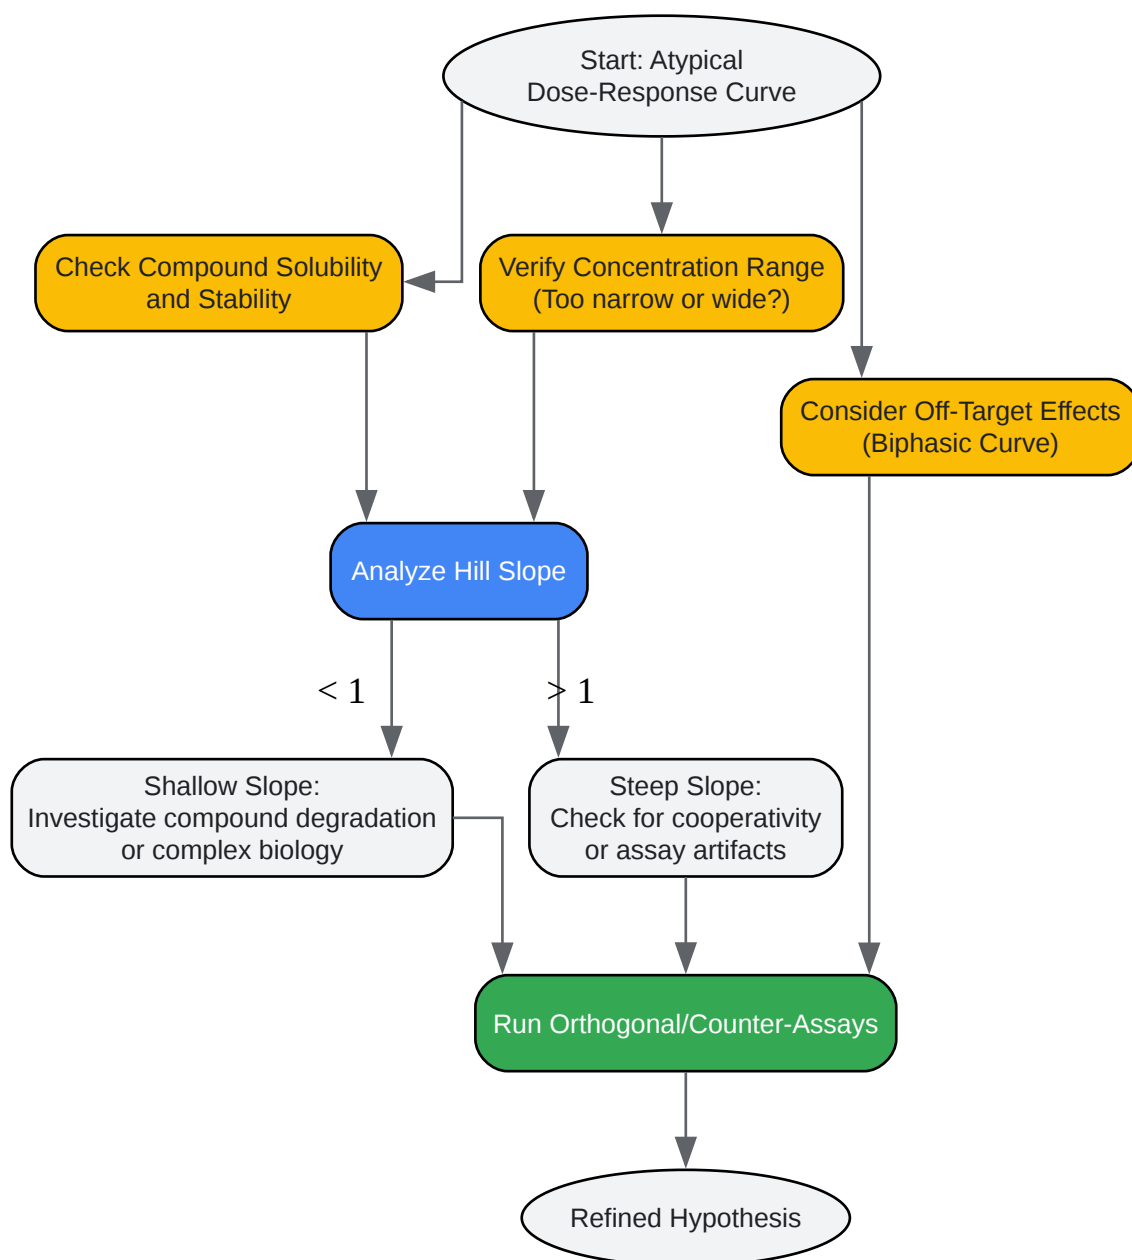 Start: Atypical
Dose-Response Curve
Check Compound Solubility
and Stability
Verify Concentration Range
(Too narrow or wide?)
Consider Off-Target Effects
(Biphasic Curve)
Analyze Hill Slope
< 1
> 1
Shallow Slope:
Investigate compound degradation
or complex biology
Steep Slope:
Check for cooperativity
or assay artifacts
Run Orthogonal/Counter-Assays
Refined Hypothesis